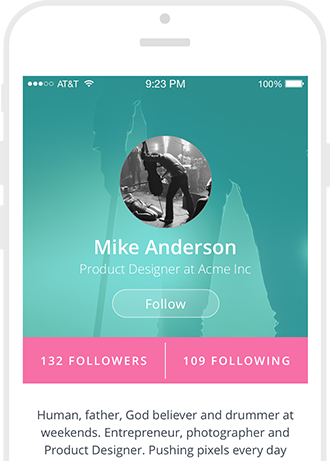 AT&T 9:23 PM 100%
Mike Anderson
Product Designer at Acme Inc
Follow
132 FOLLOWERS 109 FOLLOWING
Human, father, God believer and drummer at
weekends. Entrepreneur, photographer and
Product Designer. Pushing pixels every day